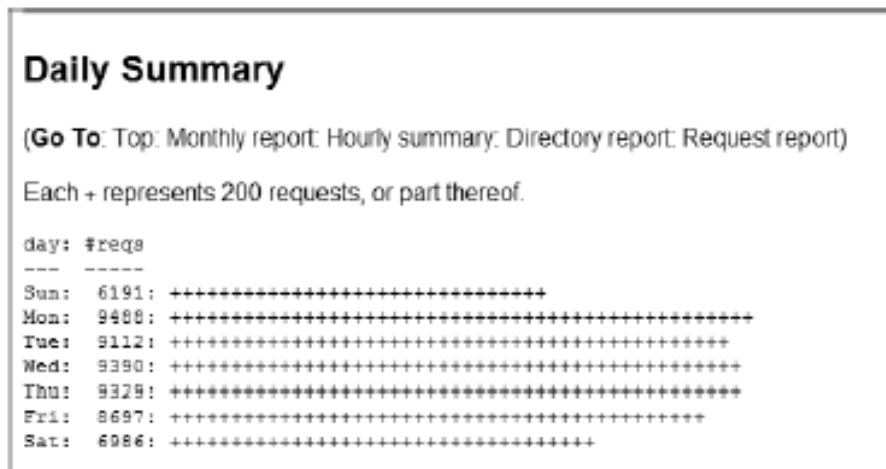 Daily Summary
(Go To: Top: Monthly report: Hourly summary: Directory report: Request report)
Each + represents 200 requests, or part thereof.
day: #reqs
--- -----
Sun: 6191: +++++++++++++++++++++++++++++++
Mon: 9488: ++++++++++++++++++++++++++++++++++++++++++++++++
Tue: 9112: ++++++++++++++++++++++++++++++++++++++++++++++
Wed: 9390: +++++++++++++++++++++++++++++++++++++++++++++++
Thu: 9329: +++++++++++++++++++++++++++++++++++++++++++++++
Fri: 8697: ++++++++++++++++++++++++++++++++++++++++++++
Sat: 6986: +++++++++++++++++++++++++++++++++++